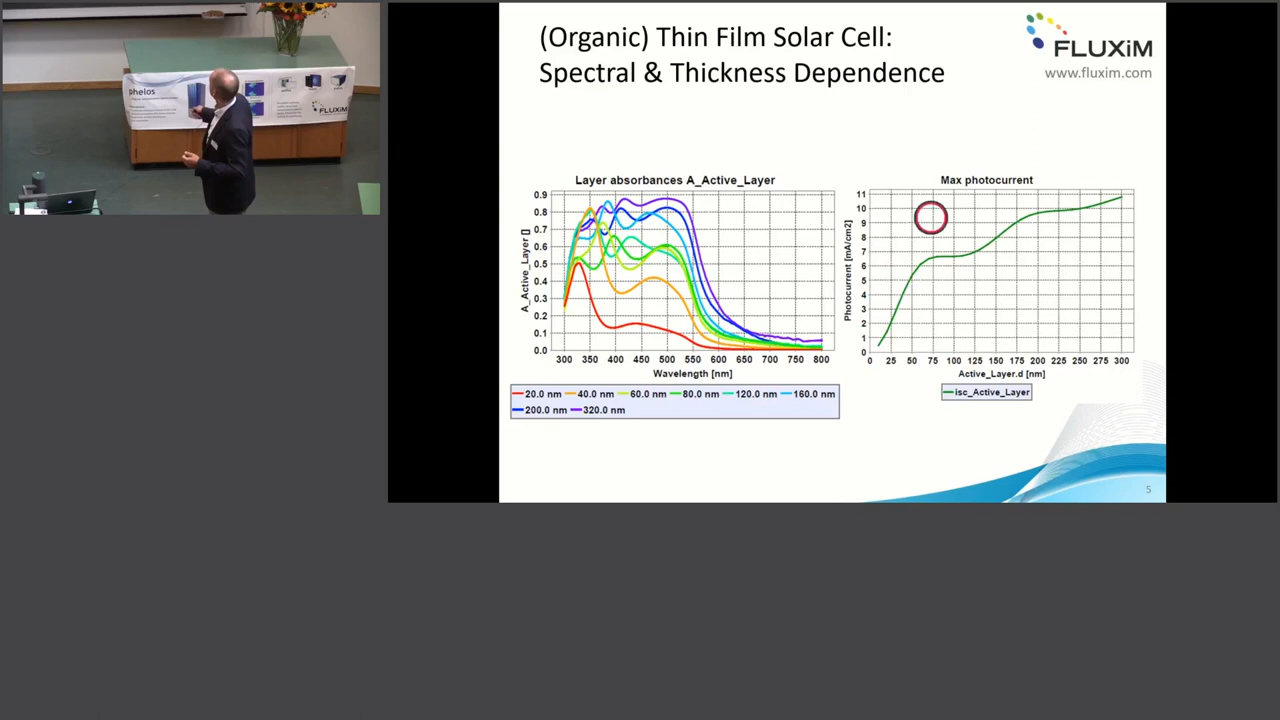 (Organic) Thin Film Solar Cell:
Spectral & Thickness Dependence
FLUXiM
www.fluxim.com
phelos
FLUXiM
Layer absorbances A_Active_Layer
A_Active_Layer []
0.9
0.8
0.7
0.6
0.5
0.4
0.3
0.2
0.1
0.0
300 350 400 450 500 550 600 650 700 750 800
Wavelength [nm]
20.0 nm 40.0 nm 60.0 nm 80.0 nm 120.0 nm 160.0 nm
200.0 nm 320.0 nm
Max photocurrent
Photocurrent [mA/cm2]
11
10
9
8
7
6
5
4
3
2
1
0
0 25 50 75 100 125 150 175 200 225 250 275 300
Active_Layer.d [nm]
isc_Active_Layer
5